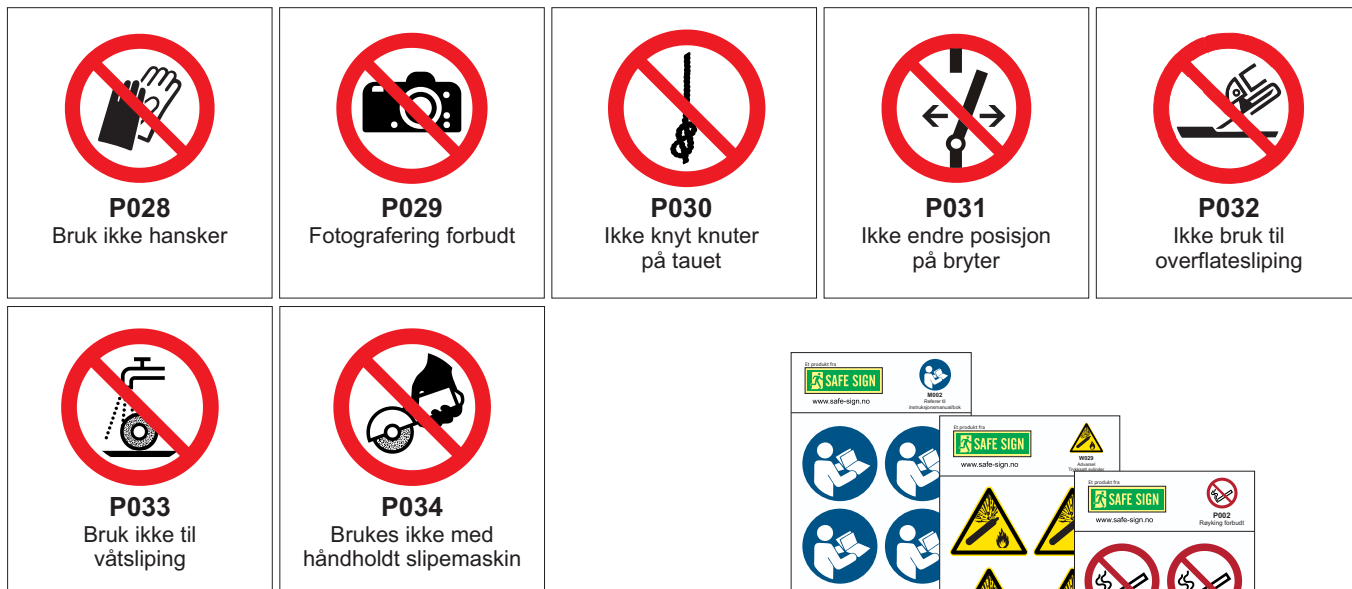 P028
Bruk ikke hansker
P029
Fotografering forbudt
P030
Ikke knyt knuter
på tauet
P031
Ikke endre posisjon
på bryter
P032
Ikke bruk til
overflatesliping
P033
Bruk ikke til
våtsliping
P034
Brukes ikke med
håndholdt slipemaskin
Et produkt fra
SAFE SIGN
www.safe-sign.no
M002
Referer til
instruksjonsmanual/bok
Et produkt fra
SAFE SIGN
www.safe-sign.no
W029
Advarsel
Trykksatt sylinder
Et produkt fra
SAFE SIGN
www.safe-sign.no
P002
Røyking forbudt